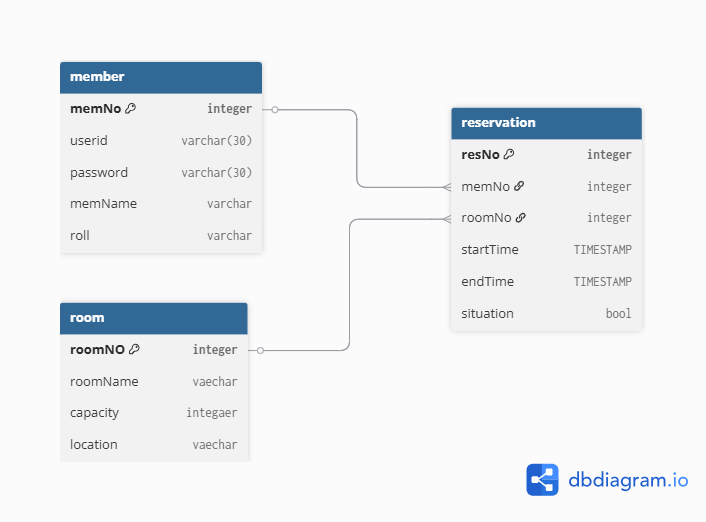 member
memNo integer
userid varchar(30)
password varchar(30)
memName varchar
roll varchar
reservation
resNo integer
memNo integer
roomNo integer
startTime TIMESTAMP
endTime TIMESTAMP
situation bool
room
roomNO integer
roomName vaechar
capacity integaer
location vaechar
dbdiagram.io